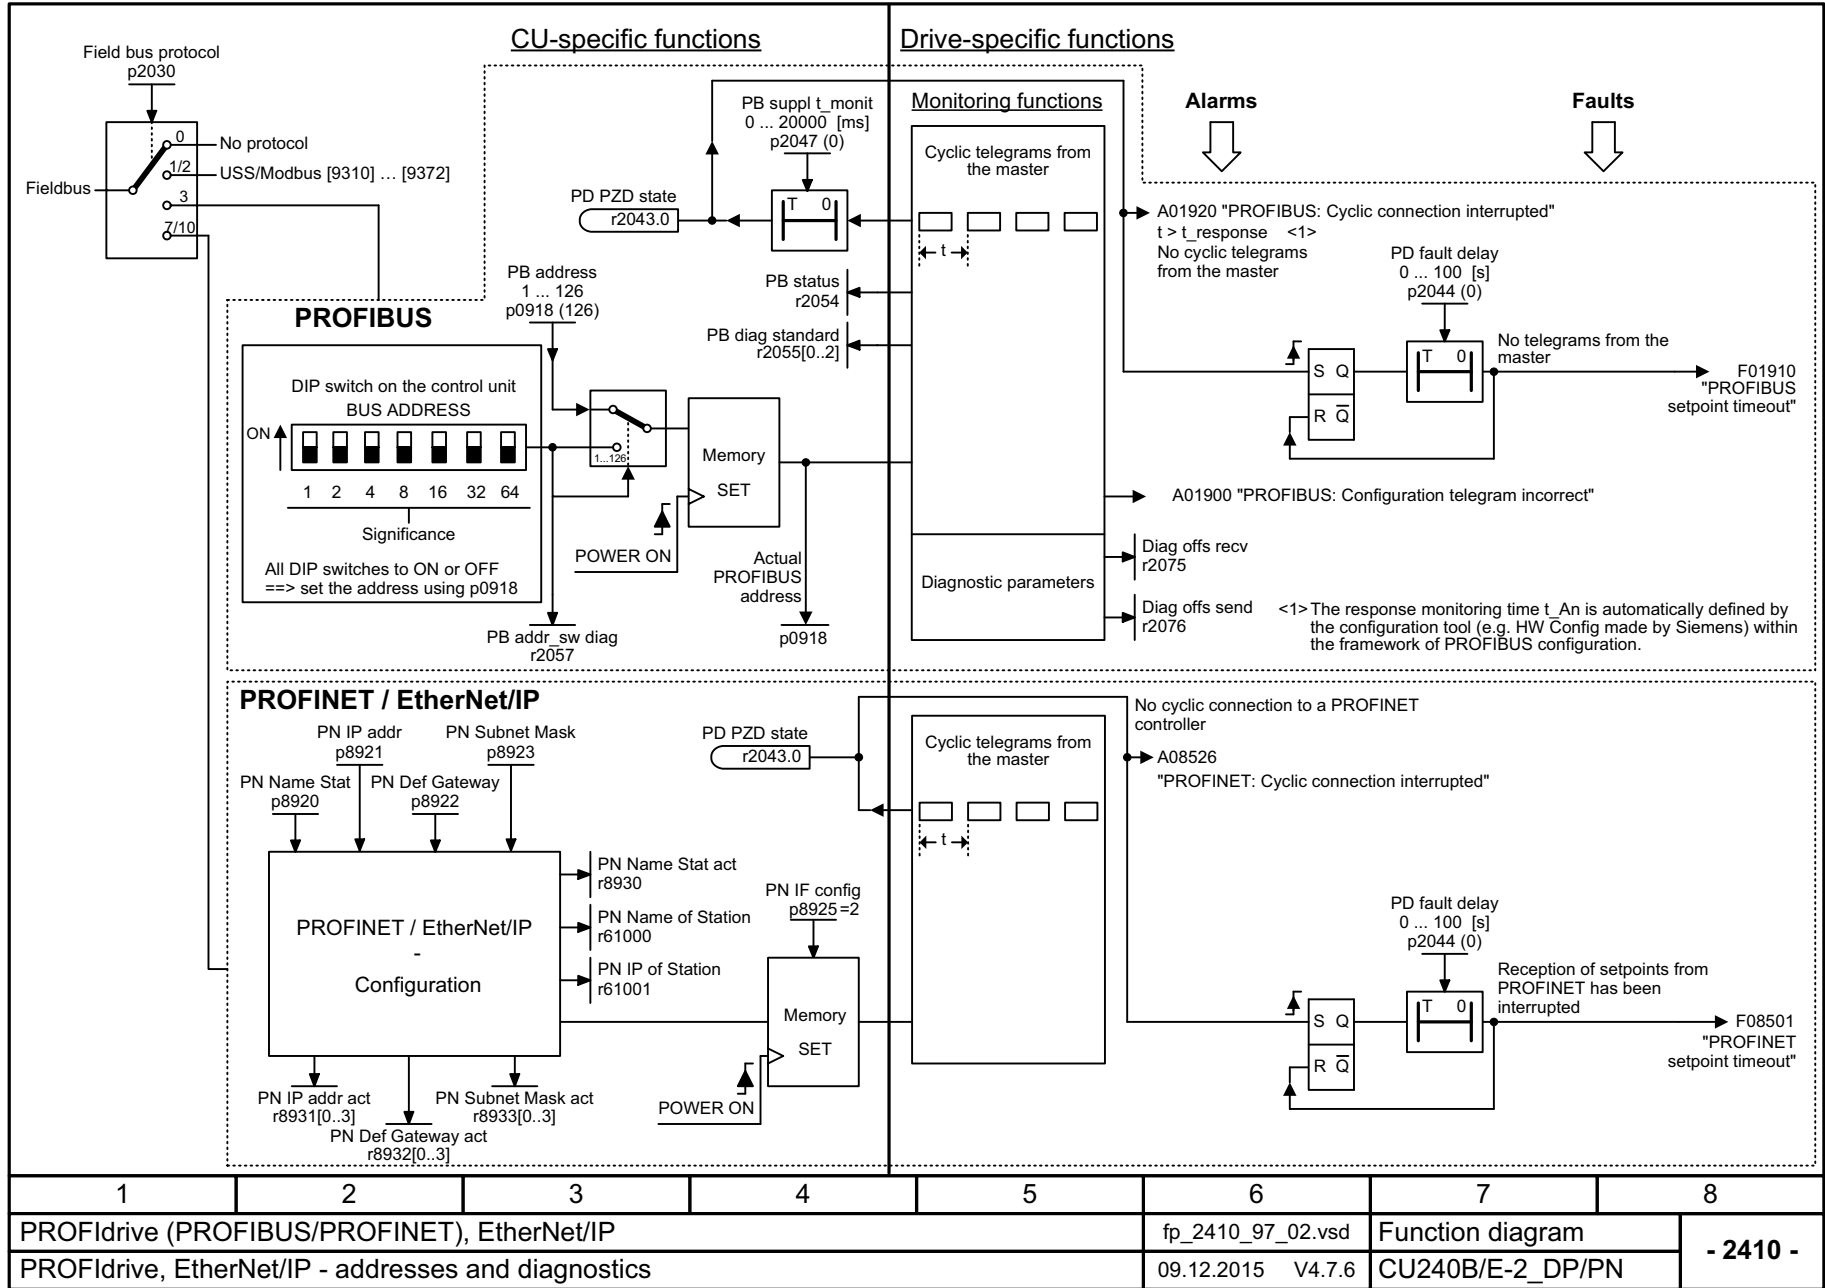 CU-specific functions
Drive-specific functions
Field bus protocol
p2030
0
No protocol
1/2
USS/Modbus [9310] … [9372]
Fieldbus
3
7/10
PB suppl t_monit
0 ... 20000 [ms]
p2047 (0)
T 0
PD PZD state
r2043.0
Monitoring functions
Cyclic telegrams from
the master
t
Alarms
Faults
A01920 "PROFIBUS: Cyclic connection interrupted"
t > t_response <1>
No cyclic telegrams
from the master
PD fault delay
0 ... 100 [s]
p2044 (0)
PB address
1 ... 126
p0918 (126)
PB status
r2054
PB diag standard
r2055[0..2]
PROFIBUS
DIP switch on the control unit
BUS ADDRESS
ON
1 2 4 8 16 32 64
Significance
All DIP switches to ON or OFF
==> set the address using p0918
1...126
Memory
SET
POWER ON
Actual
PROFIBUS
address
p0918
PB addr_sw diag
r2057
S Q
R Q
T 0
No telegrams from the
master
F01910
"PROFIBUS
setpoint timeout"
A01900 "PROFIBUS: Configuration telegram incorrect"
Diagnostic parameters
Diag offs recv
r2075
Diag offs send
r2076
<1> The response monitoring time t_An is automatically defined by
the configuration tool (e.g. HW Config made by Siemens) within
the framework of PROFIBUS configuration.
PROFINET / EtherNet/IP
PN IP addr
p8921
PN Subnet Mask
p8923
PN Name Stat
p8920
PN Def Gateway
p8922
PD PZD state
r2043.0
Cyclic telegrams from
the master
t
No cyclic connection to a PROFINET
controller
A08526
"PROFINET: Cyclic connection interrupted"
PROFINET / EtherNet/IP
-
Configuration
PN Name Stat act
r8930
PN Name of Station
r61000
PN IP of Station
r61001
PN IF config
p8925 =2
Memory
SET
POWER ON
PN IP addr act
r8931[0..3]
PN Def Gateway act
r8932[0..3]
PN Subnet Mask act
r8933[0..3]
PD fault delay
0 ... 100 [s]
p2044 (0)
S Q
R Q
T 0
Reception of setpoints from
PROFINET has been
interrupted
F08501
"PROFINET
setpoint timeout"
1 2 3 4 5 6 7 8
PROFIdrive (PROFIBUS/PROFINET), EtherNet/IP
fp_2410_97_02.vsd
Function diagram
- 2410 -
PROFIdrive, EtherNet/IP - addresses and diagnostics
09.12.2015 V4.7.6
CU240B/E-2_DP/PN